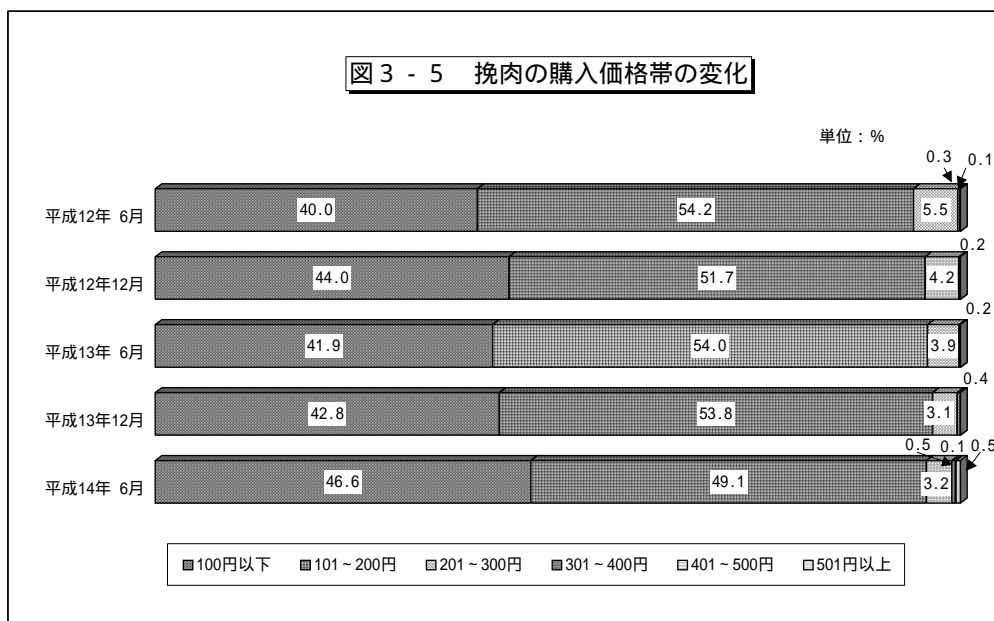 図3-5 挽肉の購入価格帯の変化
単位:%
0.3 0.1
平成12年 6月 40.0 54.2 5.5
0.2
平成12年12月 44.0 51.7 4.2
0.2
平成13年 6月 41.9 54.0 3.9
0.4
平成13年12月 42.8 53.8 3.1
0.5 0.1 0.5
平成14年 6月 46.6 49.1 3.2
100円以下 101~200円 201~300円 301~400円 401~500円 501円以上